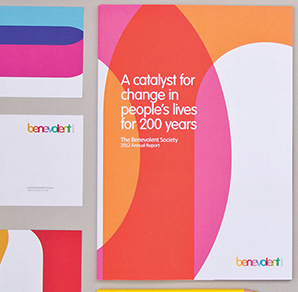 A catalyst for
change in
people's lives
for 200 years
The Benevolent Society
2012 Annual Report
benevolent
benevolent